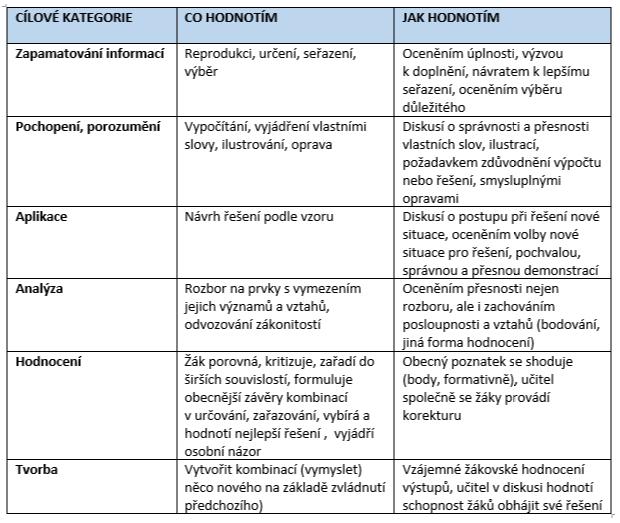 CÍLOVÉ KATEGORIE
CO HODNOTÍM
JAK HODNOTÍM
Zapamatování informací
Reprodukci, určení, seřazení,
výběr
Oceněním úplnosti, výzvou
k doplnění, návratem k lepšímu
seřazení, oceněním výběru
důležitého
Pochopení, porozumění
Vypočítání, vyjádření vlastními
slovy, ilustrování, oprava
Diskusí o správnosti a přesnosti
vlastních slov, ilustrací,
požadavkem zdůvodnění výpočtu
nebo řešení, smysluplnými
opravami
Aplikace
Návrh řešení podle vzoru
Diskusí o postupu při řešení nové
situace, oceněním volby nové
situace pro řešení, pochvalou,
správnou a přesnou demonstrací
Analýza
Rozbor na prvky s vymezením
jejich významů a vztahů,
odvozování zákonitostí
Oceněním přesnosti nejen
rozboru, ale i zachováním
posloupnosti a vztahů (bodování,
jiná forma hodnocení)
Hodnocení
Žák porovná, kritizuje, zařadí do
širších souvislostí, formuluje
obecnější závěry kombinací
v určování, zařazování, vybírá a
hodnotí nejlepší řešení , vyjádří
osobní názor
Obecný poznatek se shoduje
(body, formativně), učitel
společně se žáky provádí
korekturu
Tvorba
Vytvořit kombinací (vymyslet)
něco nového na základě zvládnutí
předchozího)
Vzájemné žákovské hodnocení
výstupů, učitel v diskusi hodnotí
schopnost žáků obhájit své řešení